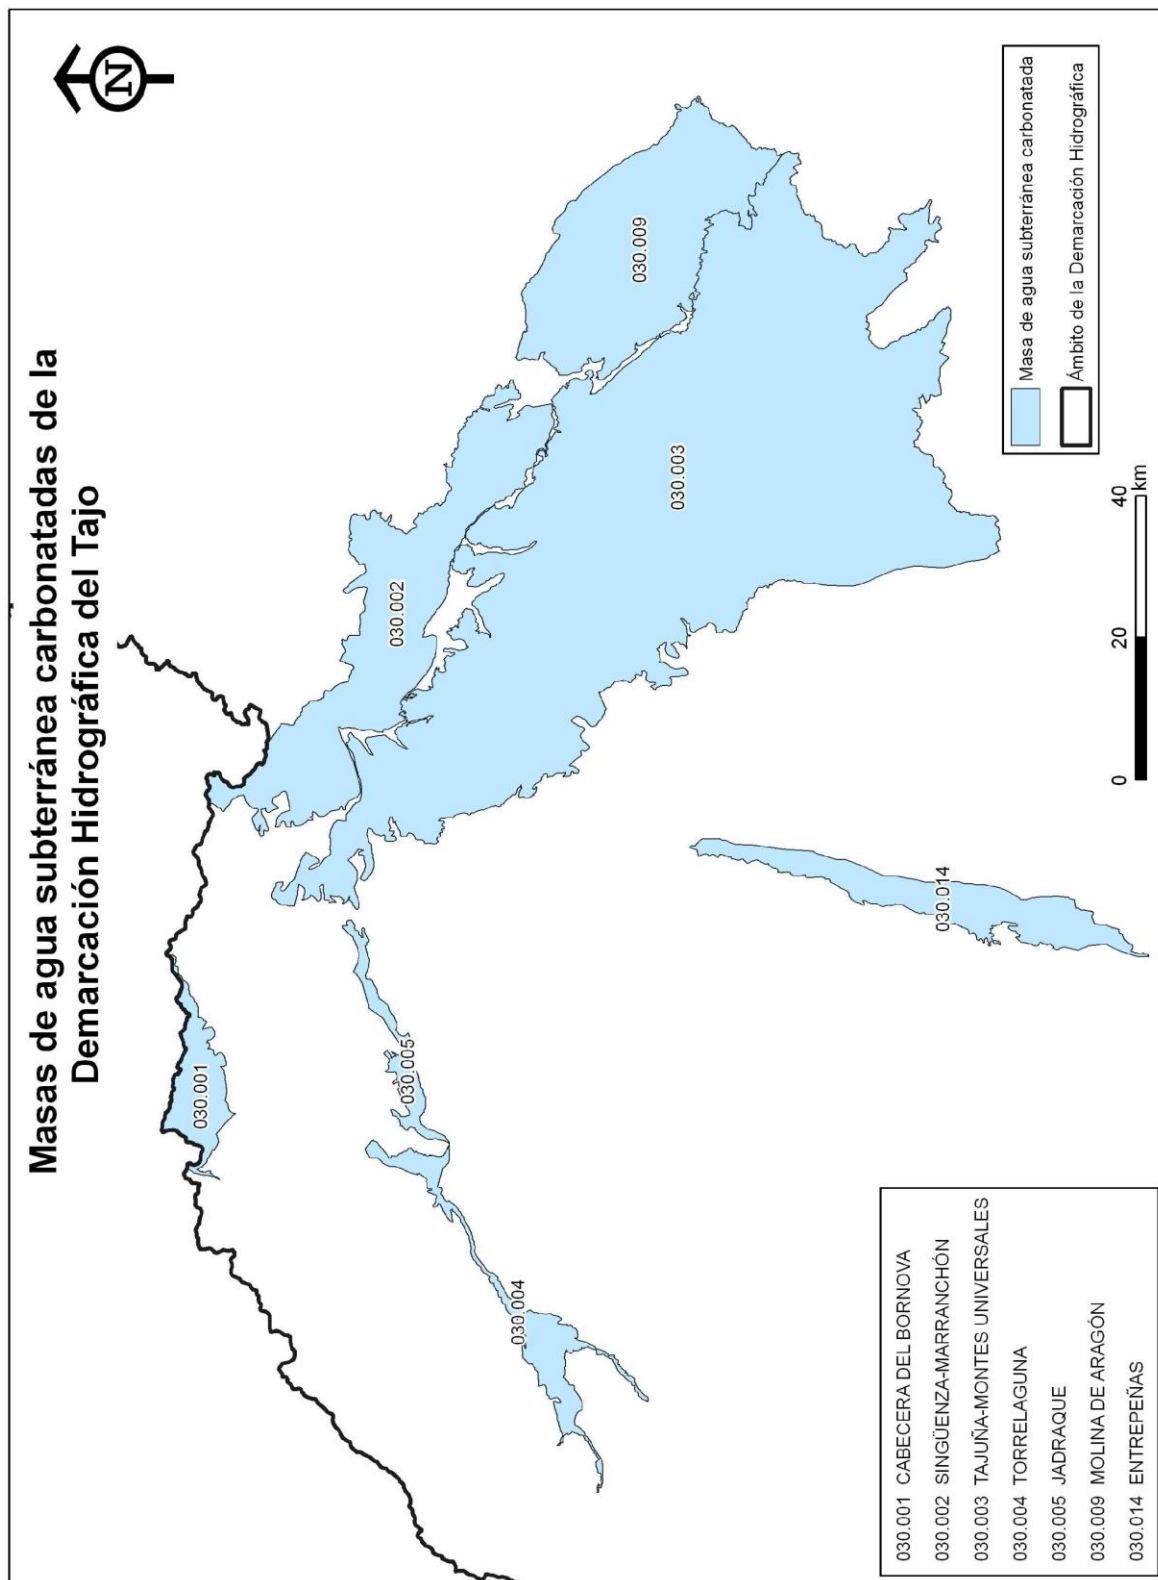 Masas de agua subterránea carbonatadas de la
Demarcación Hidrográfica del Tajo
N
030.001
030.002
030.009
030.005
030.003
030.004
030.014
030.001 CABECERA DEL BORNOVA
030.002 SINGÜENZA-MARRANCHÓN
030.003 TAJUÑA-MONTES UNIVERSALES
030.004 TORRELAGUNA
030.005 JADRAQUE
030.009 MOLINA DE ARAGÓN
030.014 ENTREPEÑAS
0 20 40
km
Masa de agua subterránea carbonatada
Ámbito de la Demarcación Hidrográfica